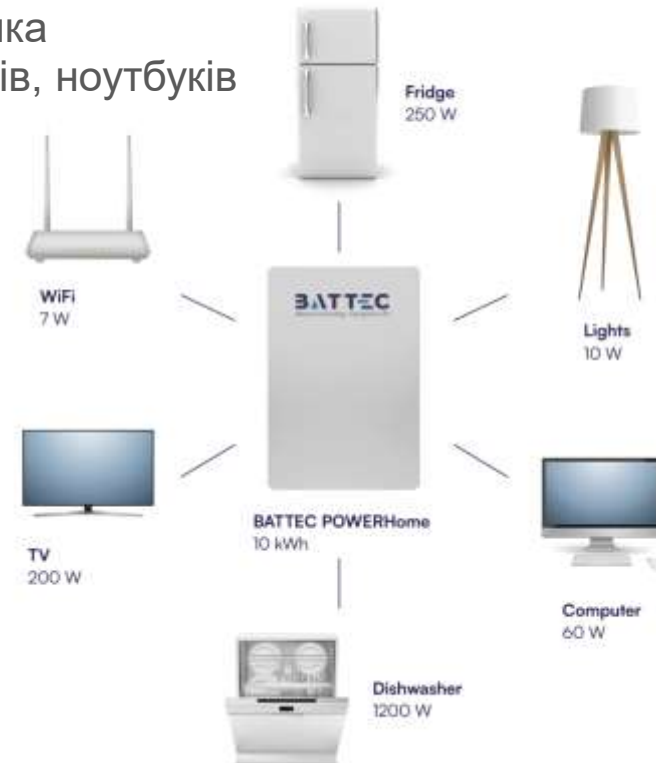 ів, ноутбуків
Fridge
250 W
WiFi
7 W
BATTEC
Lights
10 W
BATTEC POWERHome
10 kWh
TV
200 W
Computer
60 W
Dishwasher
1200 W